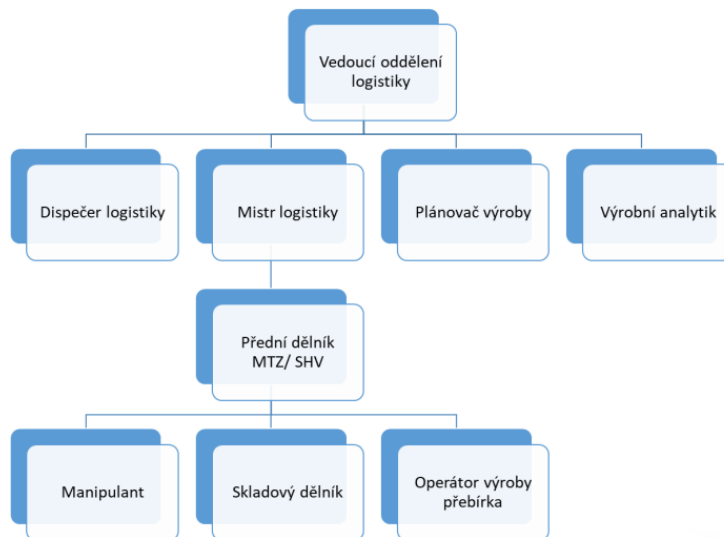 Vedoucí oddělení
logistiky
Dispečer logistiky
Mistr logistiky
Plánovač výroby
Výrobní analytik
Přední dělník
MTZ/ SHV
Manipulant
Skladový dělník
Operátor výroby
přebírka